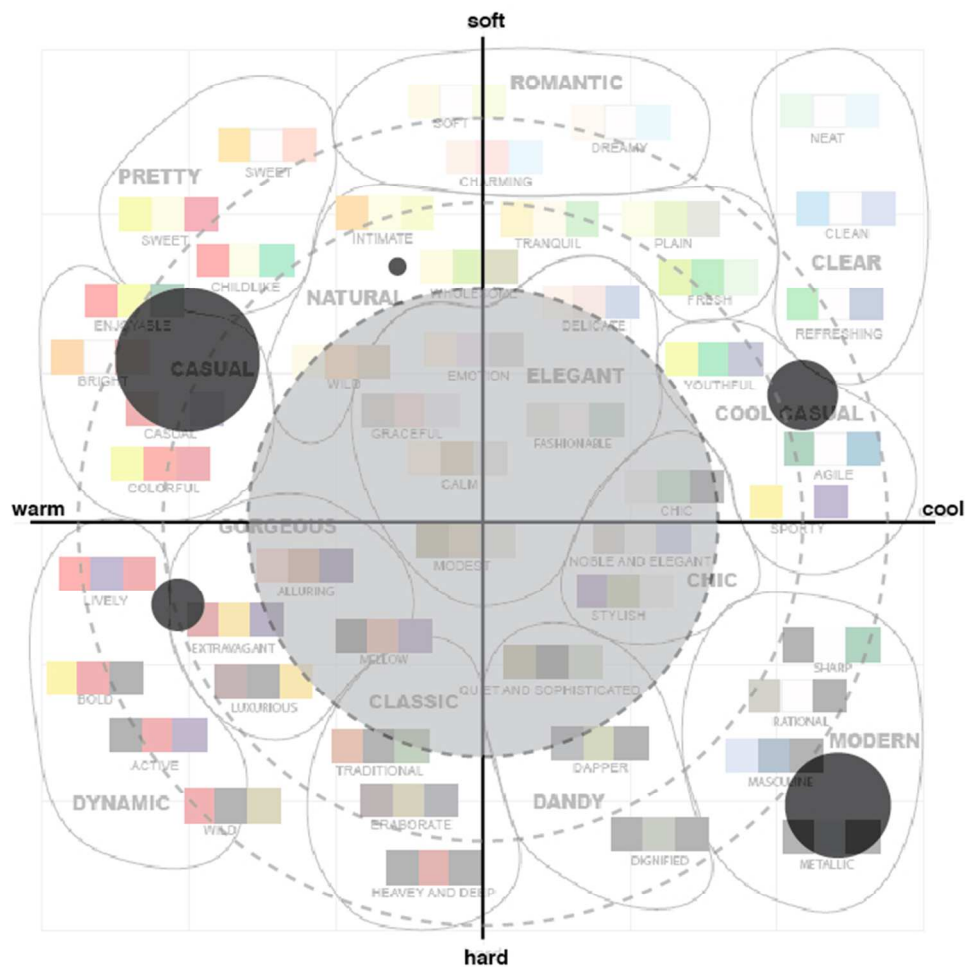 soft
ROMANTIC
SOFT
NEAT
DREAMY
SWEET
PRETTY
CHARMING
SWEET
INTIMATE
TRANQUIL
PLAIN
CLEAN
CHILDLIKE
CLEAR
NATURAL
WHOLESOME
FRESH
ENJOYABLE
DELICATE
REFRESHING
CASUAL
BRIGHT
WILD
EMOTION
ELEGANT
YOUTHFUL
COOL CASUAL
CASUAL
GRACEFUL
FASHIONABLE
AGILE
COLORFUL
CALM
CHIC
warm
cool
GORGEOUS
SPORTY
MODEST
NOBLE AND ELEGANT
CHIC
LIVELY
ALLURING
STYLISH
EXTRAVAGANT
MELLOW
SHARP
BOLD
LUXURIOUS
QUIET AND SOPHISTICATED
CLASSIC
RATIONAL
MODERN
ACTIVE
TRADITIONAL
DAPPER
MASCULINE
DYNAMIC
WILD
ERABORATE
DANDY
DIGNIFIED
METALLIC
HEAVEY AND DEEP
hard